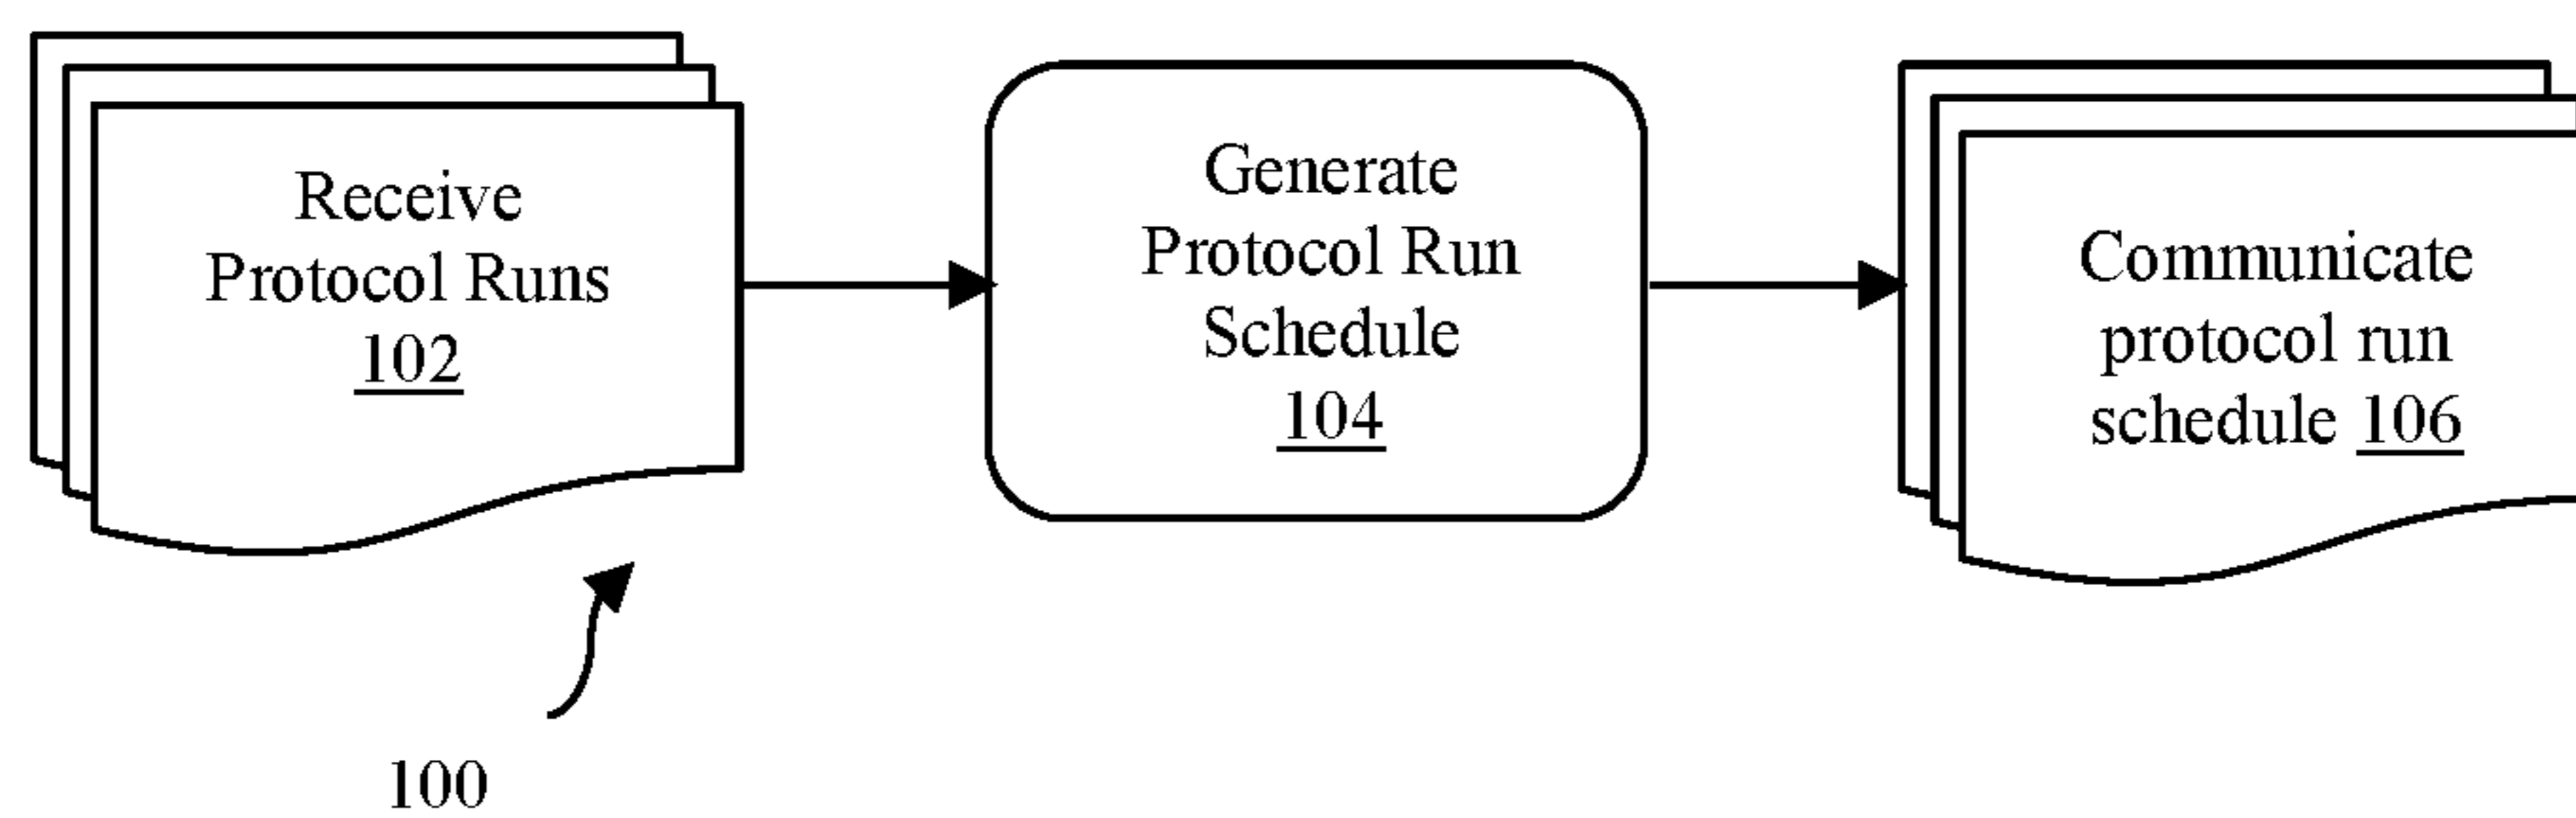 Receive
Protocol Runs
102
Generate
Protocol Run
Schedule
104
Communicate
protocol run
schedule 106
100